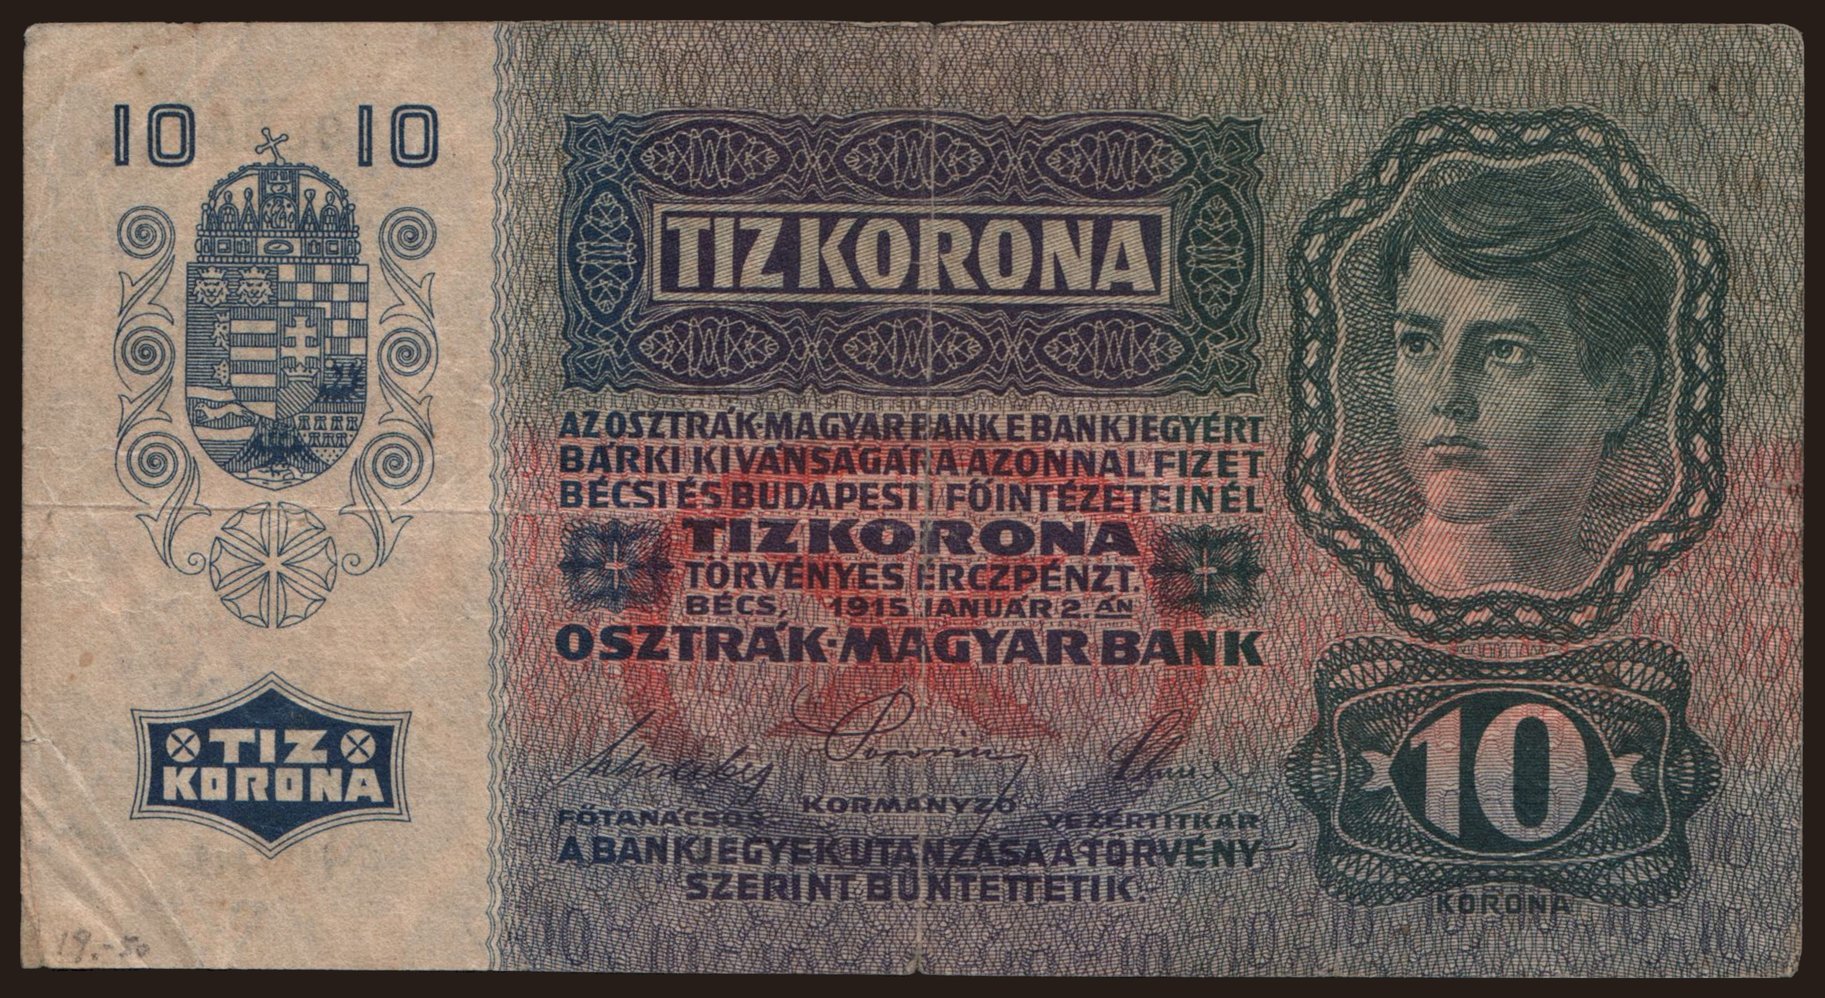 10 10
TIZ KORONA
AZ OSZTRÁK-MAGYAR BANK E BANKJEGYÉRT
BÁRKI KIVÁNSÁGÁRA AZONNAL FIZET
BÉCSI ÉS BUDAPESTI FŐINTÉZETEINÉL
TIZ KORONA
TÖRVÉNYES ÉRCZPÉNZT.
BÉCS, 1915 JANUÁR 2.ÁN
OSZTRÁK-MAGYAR BANK
FŐTANÁCSOS
KORMÁNYZÓ
VEZÉRTITKÁR
A BANKJEGYEK UTÁNZÁSA A TÖRVÉNY
SZERINT BÜNTETTETIK.
TIZ
KORONA
10
KORONA
19.-50